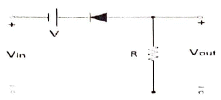 + +
Vin V R Vout